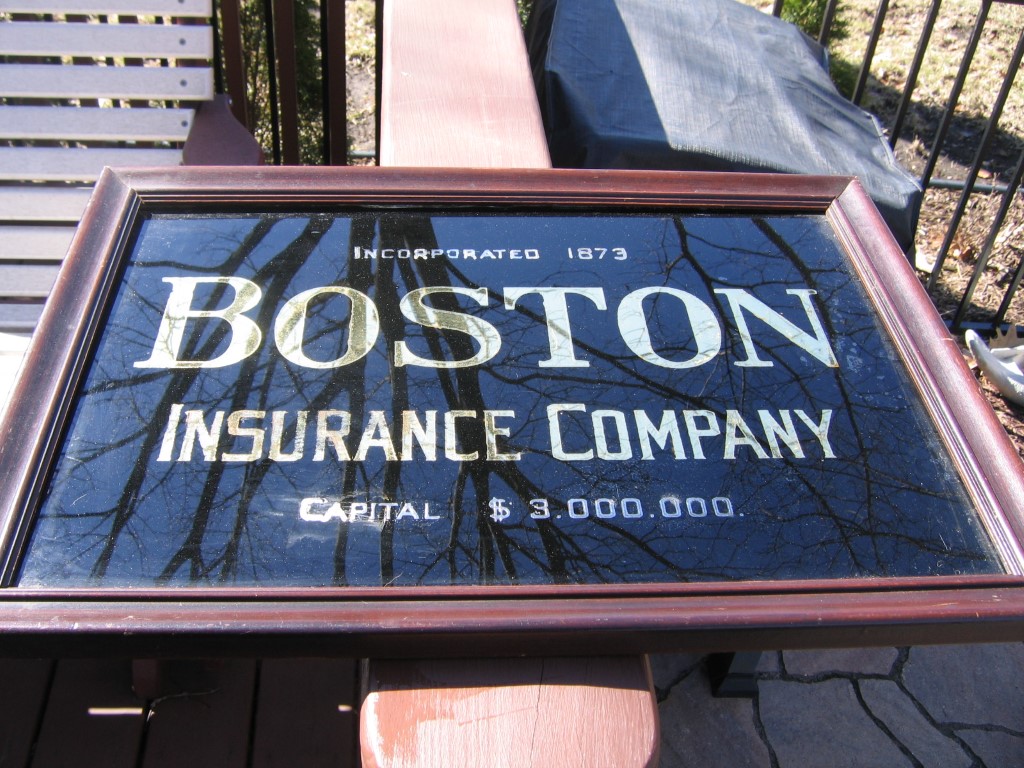 INCORPORATED 1873
BOSTON
INSURANCE COMPANY
CAPITAL $ 3.000.000.